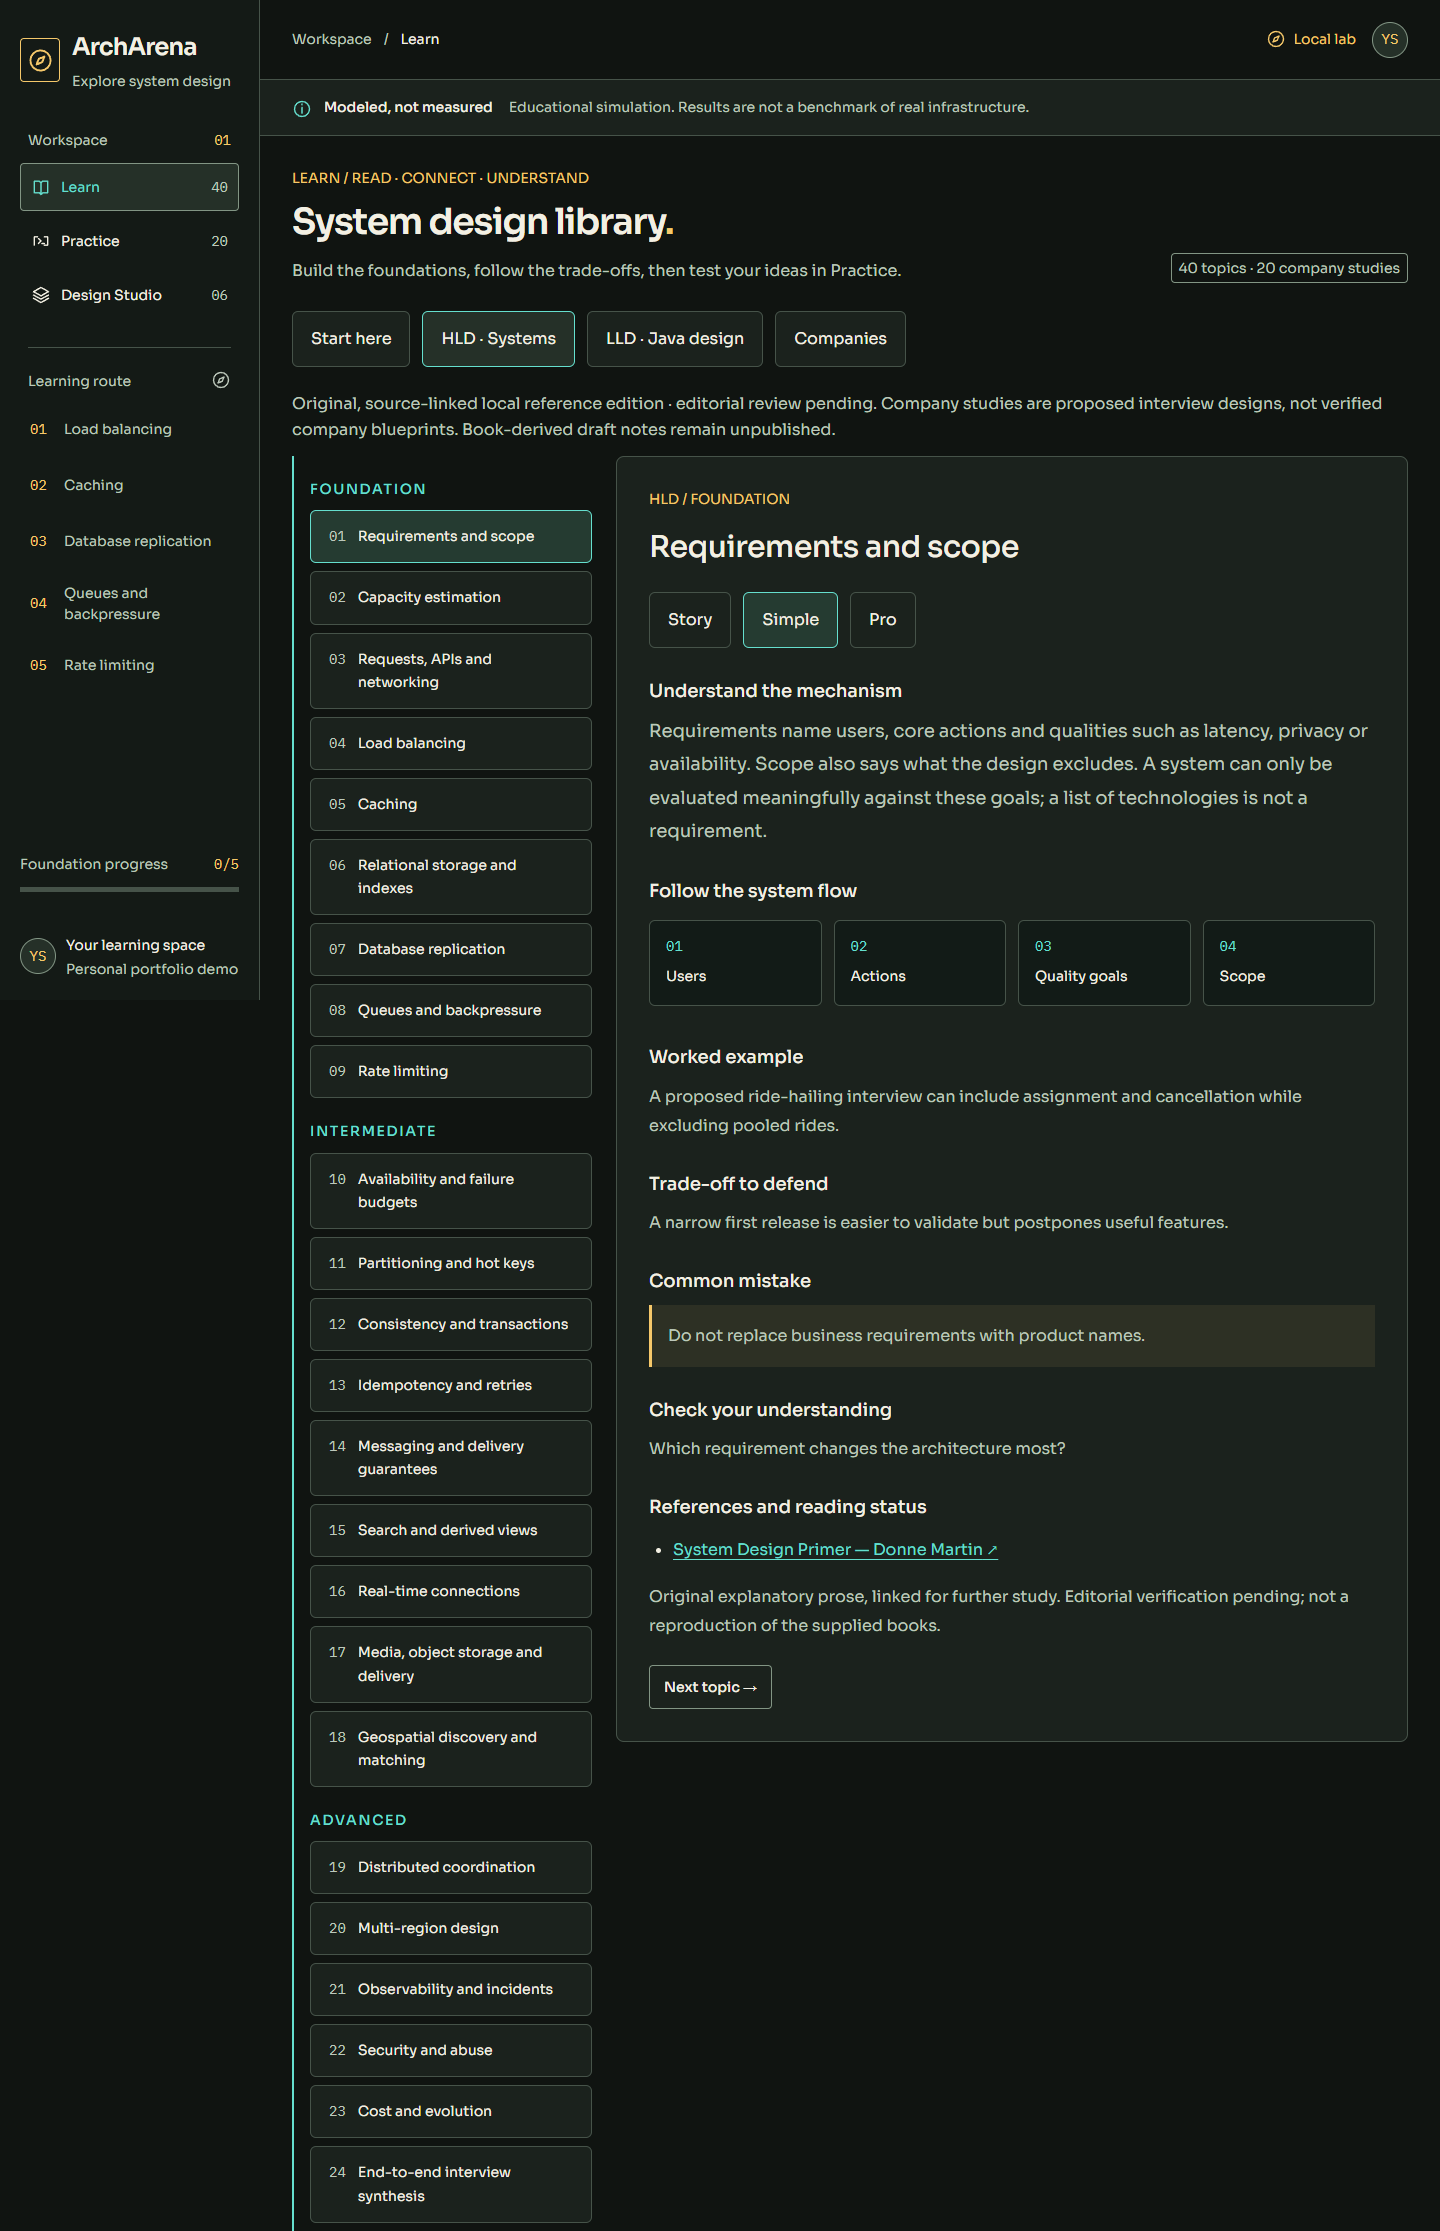 ArchArena
Explore system design
Workspace 01
Learn 40
Practice 20
Design Studio 06
Learning route
01 Load balancing
02 Caching
03 Database replication
04 Queues and
backpressure
05 Rate limiting
Foundation progress 0/5
YS Your learning space
Personal portfolio demo
Workspace / Learn
Local lab YS
Modeled, not measured Educational simulation. Results are not a benchmark of real infrastructure.
LEARN / READ · CONNECT · UNDERSTAND
System design library.
Build the foundations, follow the trade-offs, then test your ideas in Practice.
40 topics · 20 company studies
Start here HLD · Systems LLD · Java design Companies
Original, source-linked local reference edition · editorial review pending. Company studies are proposed interview designs, not verified
company blueprints. Book-derived draft notes remain unpublished.
FOUNDATION
01 Requirements and scope
02 Capacity estimation
03 Requests, APIs and
networking
04 Load balancing
05 Caching
06 Relational storage and
indexes
07 Database replication
08 Queues and backpressure
09 Rate limiting
INTERMEDIATE
10 Availability and failure
budgets
11 Partitioning and hot keys
12 Consistency and transactions
13 Idempotency and retries
14 Messaging and delivery
guarantees
15 Search and derived views
16 Real-time connections
17 Media, object storage and
delivery
18 Geospatial discovery and
matching
ADVANCED
19 Distributed coordination
20 Multi-region design
21 Observability and incidents
22 Security and abuse
23 Cost and evolution
24 End-to-end interview
synthesis
HLD / FOUNDATION
Requirements and scope
Story Simple Pro
Understand the mechanism
Requirements name users, core actions and qualities such as latency, privacy or
availability. Scope also says what the design excludes. A system can only be
evaluated meaningfully against these goals; a list of technologies is not a
requirement.
Follow the system flow
01 02 03 04
Users Actions Quality goals Scope
Worked example
A proposed ride-hailing interview can include assignment and cancellation while
excluding pooled rides.
Trade-off to defend
A narrow first release is easier to validate but postpones useful features.
Common mistake
Do not replace business requirements with product names.
Check your understanding
Which requirement changes the architecture most?
References and reading status
• System Design Primer — Donne Martin ↗
Original explanatory prose, linked for further study. Editorial verification pending; not a
reproduction of the supplied books.
Next topic →